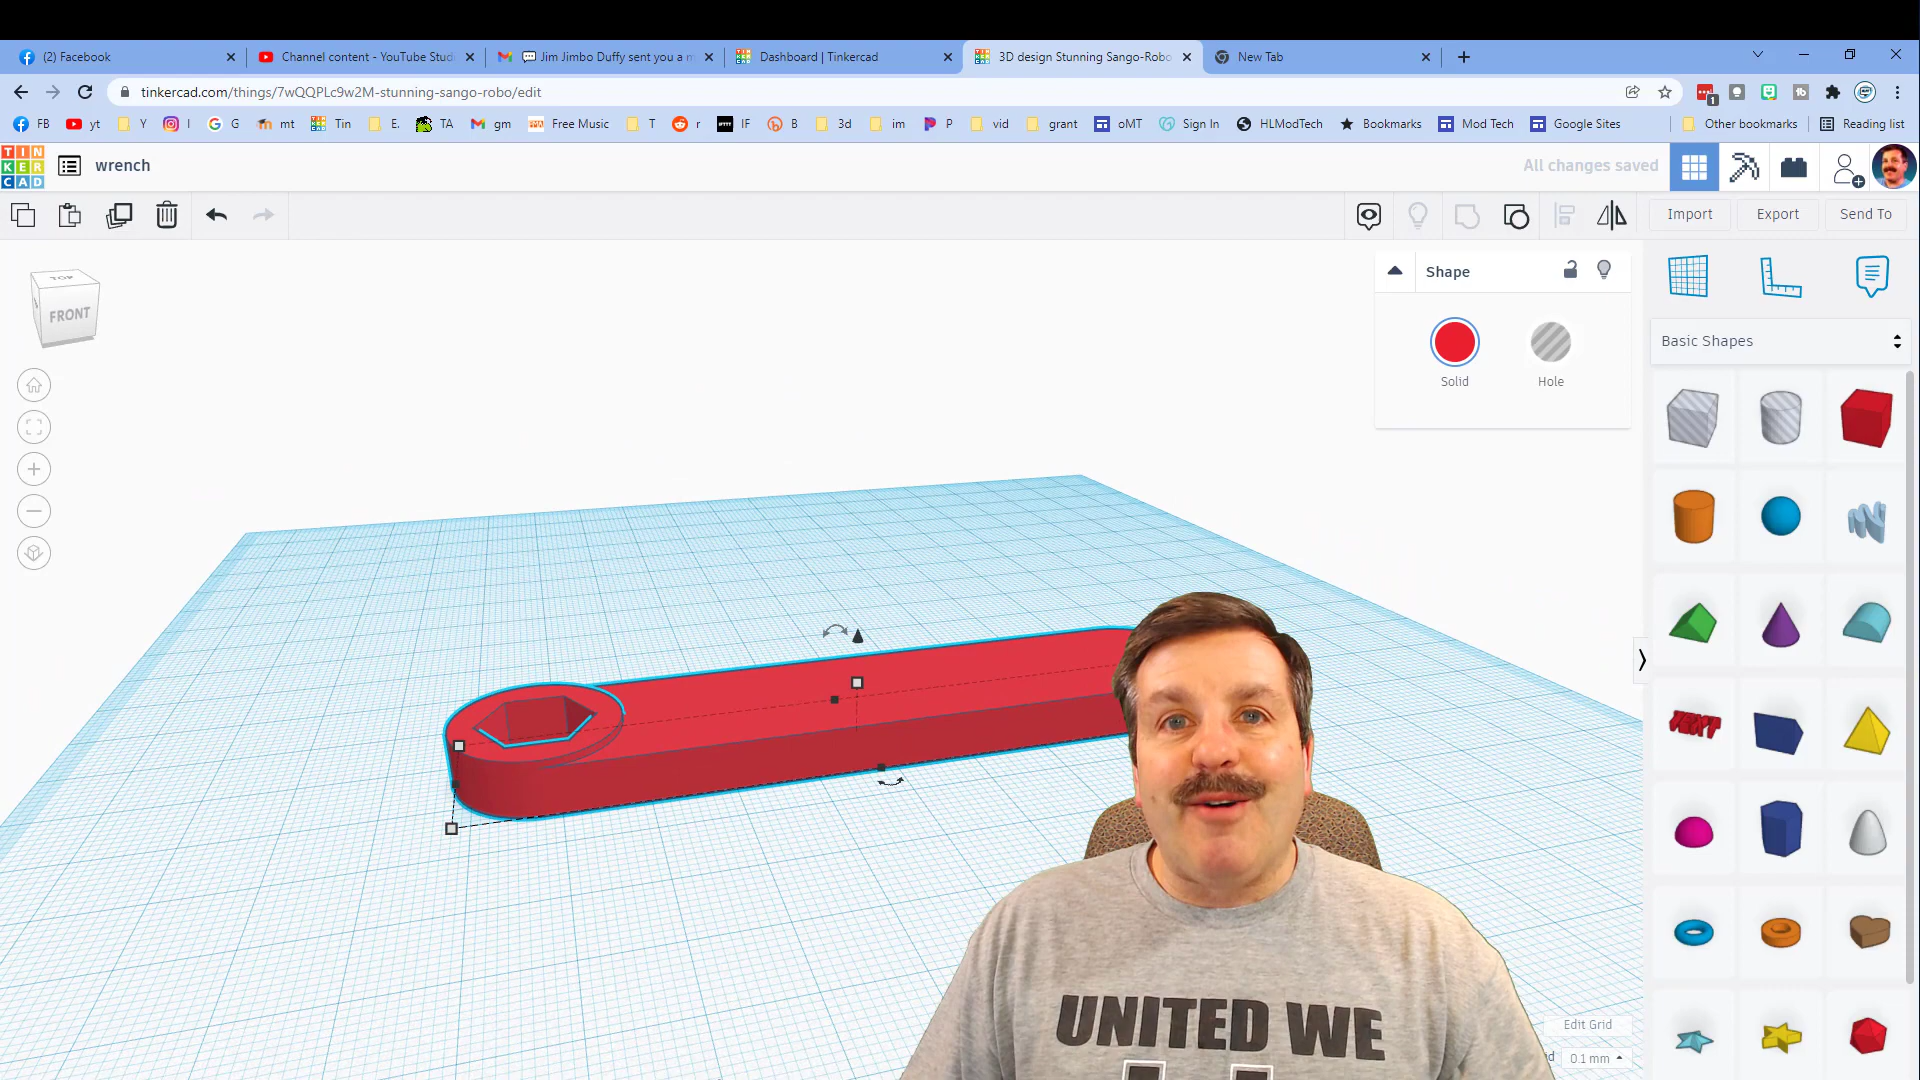 (2) Facebook
Channel content - YouTube Stud
Jim Jimbo Duffy sent you a m
Dashboard | Tinkercad
3D design Stunning Sango-Robo
New Tab
tinkercad.com/things/7wQQPLc9w2M-stunning-sango-robo/edit
1
FB
yt
Y
I
G
mt
Tin
E.
TA
gm
Free Music
T
r
IF
B
3d
im
P
vid
grant
oMT
Sign In
HLModTech
Bookmarks
Mod Tech
Google Sites
Other bookmarks
Reading list
TIN
KER
CAD
wrench
All changes saved
Import
Export
Send To
TOP
FRONT
Shape
Solid
Hole
Basic Shapes
TEXT
UNITED WE
Edit Grid
0.1 mm